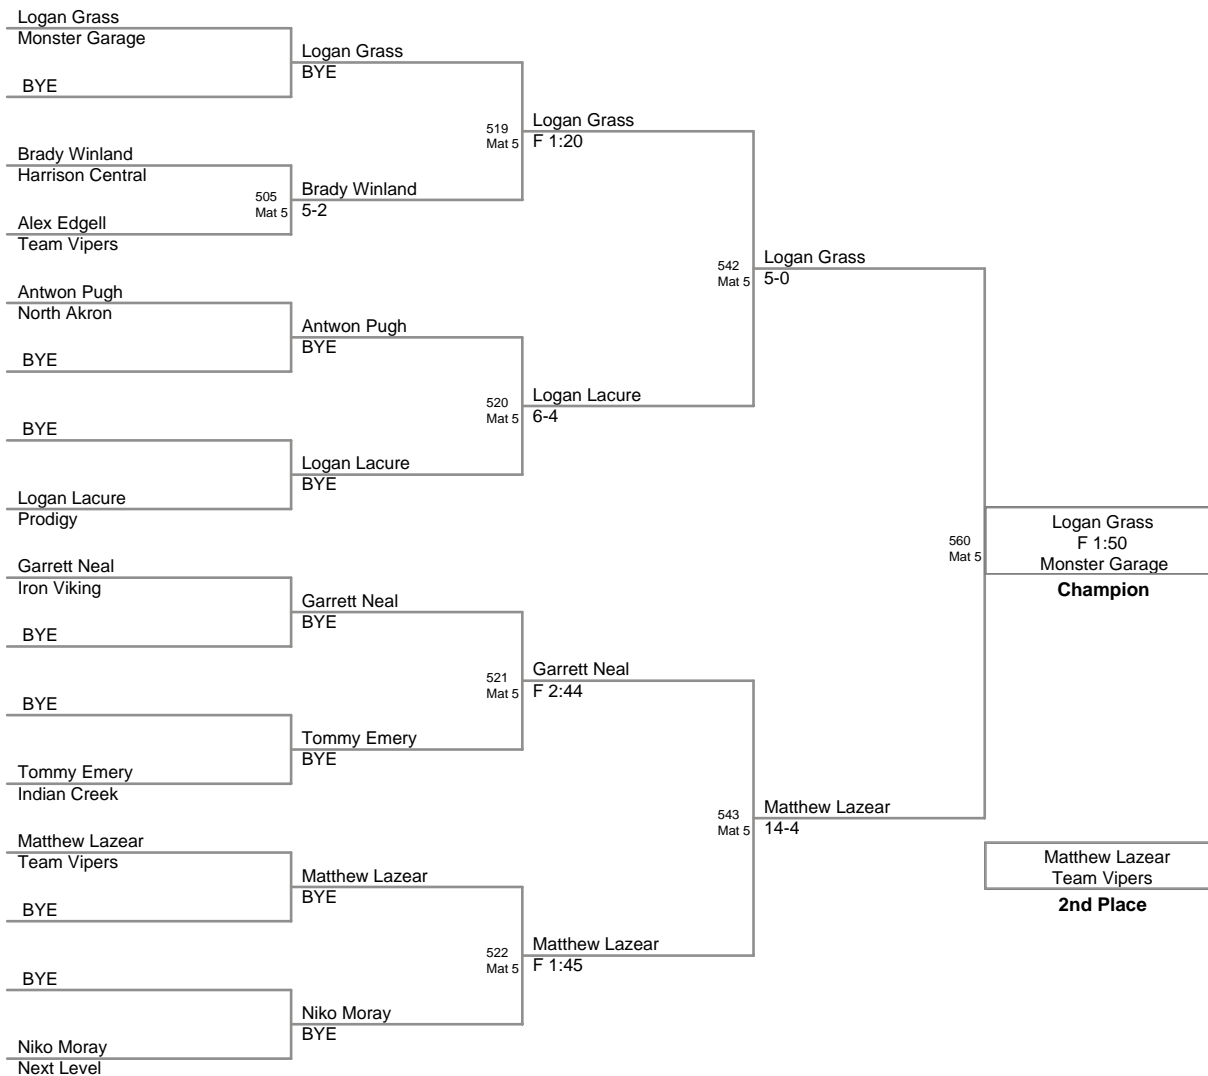 Logan Grass
Monster Garage
BYE
Brady Winland
Harrison Central
Alex Edgell
Team Vipers
Antwon Pugh
North Akron
BYE
BYE
Logan Lacure
Prodigy
Garrett Neal
Iron Viking
BYE
BYE
Tommy Emery
Indian Creek
Matthew Lazear
Team Vipers
BYE
BYE
Niko Moray
Next Level
Logan Grass
BYE
505
Mat 5
Brady Winland
5-2
Antwon Pugh
BYE
Logan Lacure
BYE
Garrett Neal
BYE
Tommy Emery
BYE
Matthew Lazear
BYE
Niko Moray
BYE
519
Mat 5
Logan Grass
F 1:20
520
Mat 5
Logan Lacure
6-4
521
Mat 5
Garrett Neal
F 2:44
522
Mat 5
Matthew Lazear
F 1:45
542
Mat 5
Logan Grass
5-0
543
Mat 5
Matthew Lazear
14-4
560
Mat 5
Logan Grass
F 1:50
Monster Garage
Champion
Matthew Lazear
Team Vipers
2nd Place